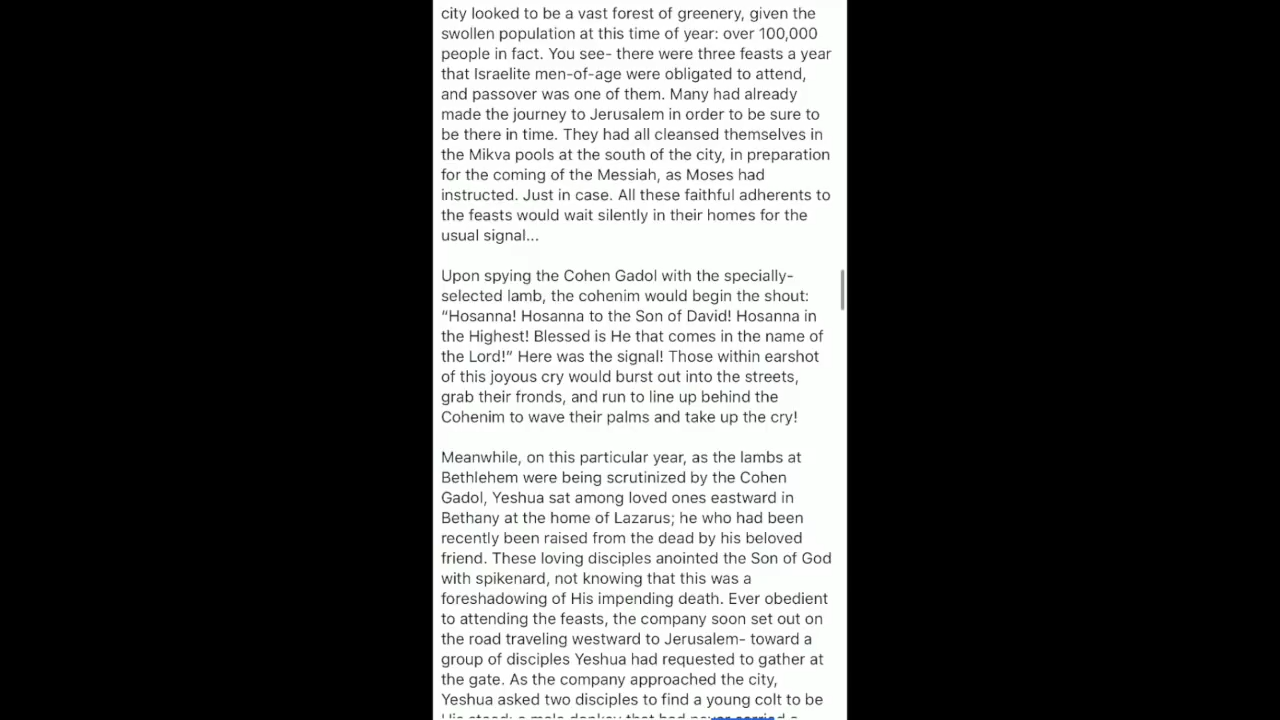 city looked to be a vast forest of greenery, given the
swollen population at this time of year: over 100,000
people in fact. You see- there were three feasts a year
that Israelite men-of-age were obligated to attend,
and passover was one of them. Many had already
made the journey to Jerusalem in order to be sure to
be there in time. They had all cleansed themselves in
the Mikva pools at the south of the city, in preparation
for the coming of the Messiah, as Moses had
instructed. Just in case. All these faithful adherents to
the feasts would wait silently in their homes for the
usual signal...
Upon spying the Cohen Gadol with the specially-
selected lamb, the cohenim would begin the shout:
“Hosanna! Hosanna to the Son of David! Hosanna in
the Highest! Blessed is He that comes in the name of
the Lord!” Here was the signal! Those within earshot
of this joyous cry would burst out into the streets,
grab their fronds, and run to line up behind the
Cohenim to wave their palms and take up the cry!
Meanwhile, on this particular year, as the lambs at
Bethlehem were being scrutinized by the Cohen
Gadol, Yeshua sat among loved ones eastward in
Bethany at the home of Lazarus; he who had been
recently been raised from the dead by his beloved
friend. These loving disciples anointed the Son of God
with spikenard, not knowing that this was a
foreshadowing of His impending death. Ever obedient
to attending the feasts, the company soon set out on
the road traveling westward to Jerusalem- toward a
group of disciples Yeshua had requested to gather at
the gate. As the company approached the city,
Yeshua asked two disciples to find a young colt to be